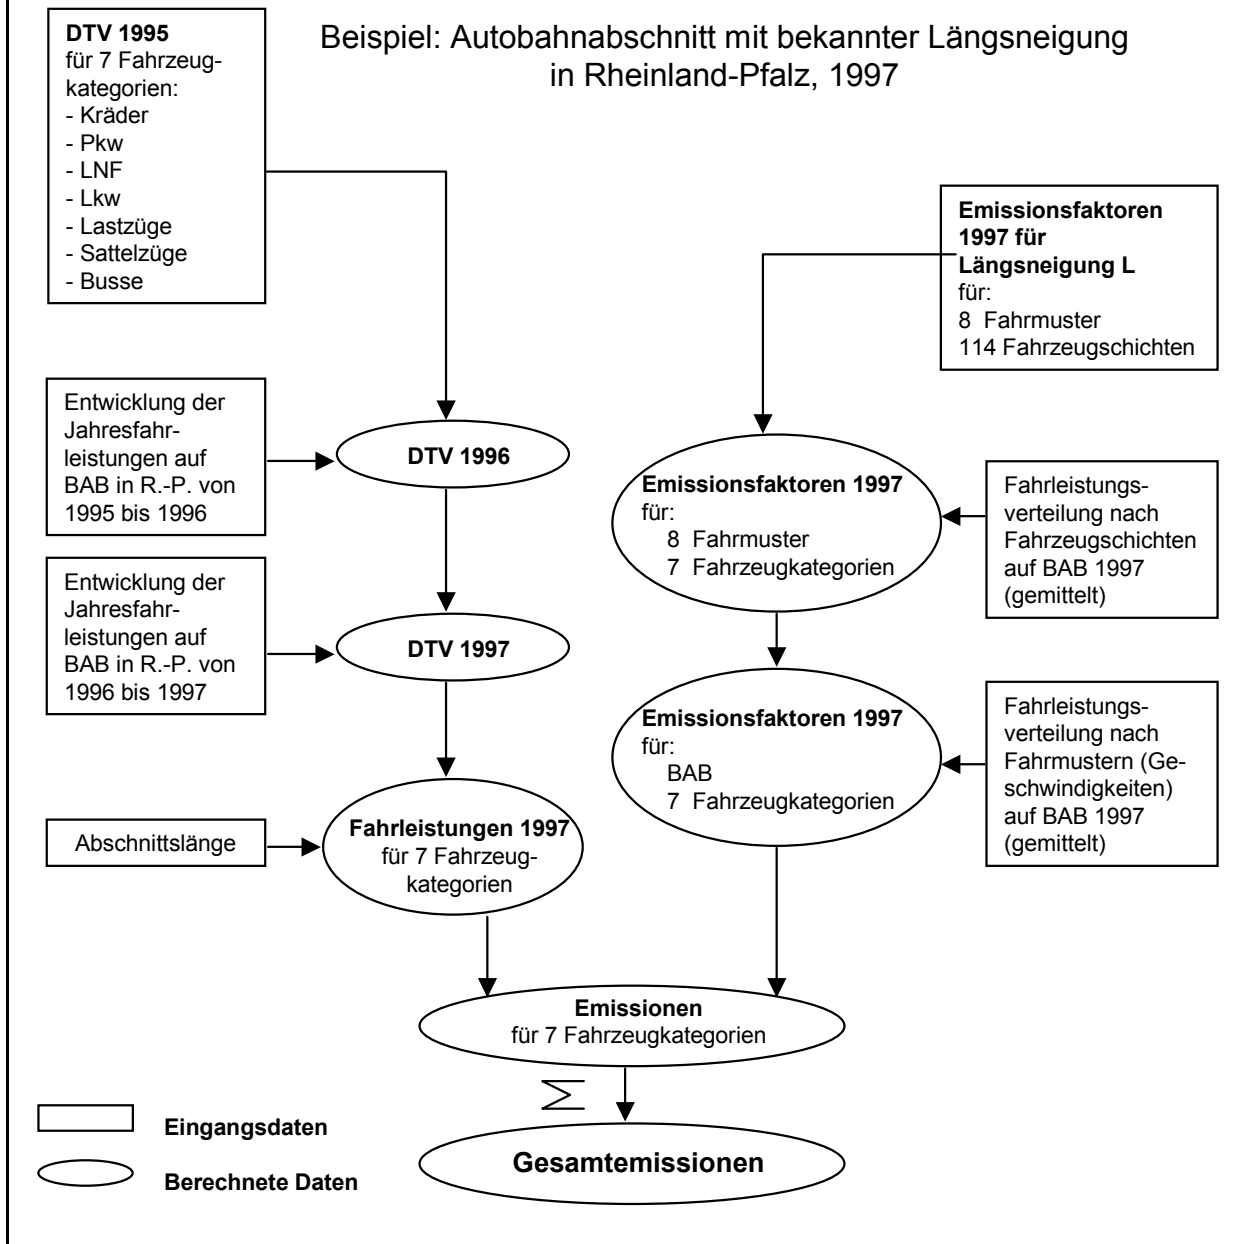 Beispiel: Autobahnabschnitt mit bekannter Längsneigung
in Rheinland-Pfalz, 1997
DTV 1995
für 7 Fahrzeug-
kategorien:
- Kräder
- Pkw
- LNF
- Lkw
- Lastzüge
- Sattelzüge
- Busse
Emissionsfaktoren
1997 für
Längsneigung L
für:
8 Fahrmuster
114 Fahrzeugschichten
Entwicklung der
Jahresfahr-
leistungen auf
BAB in R.-P. von
1995 bis 1996
DTV 1996
Emissionsfaktoren 1997
für:
8 Fahrmuster
7 Fahrzeugkategorien
Fahrleistungs-
verteilung nach
Fahrzeugschichten
auf BAB 1997
(gemittelt)
Entwicklung der
Jahresfahr-
leistungen auf
BAB in R.-P. von
1996 bis 1997
DTV 1997
Emissionsfaktoren 1997
für:
BAB
7 Fahrzeugkategorien
Fahrleistungs-
verteilung nach
Fahrmustern (Ge-
schwindigkeiten)
auf BAB 1997
(gemittelt)
Abschnittslänge
Fahrleistungen 1997
für 7 Fahrzeug-
kategorien
Emissionen
für 7 Fahrzeugkategorien
∑
Gesamtemissionen
Eingangsdaten
Berechnete Daten